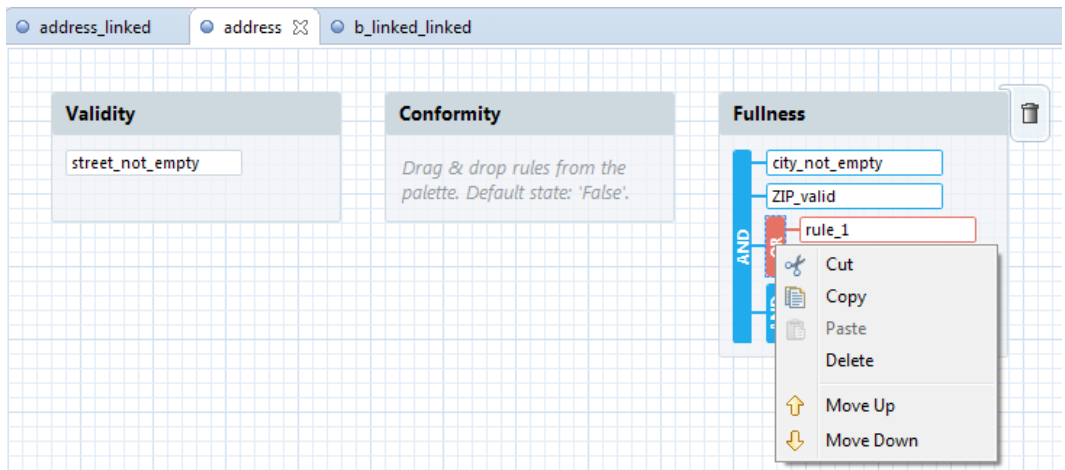 address_linked
address
b_linked_linked
Validity
street_not_empty
Conformity
Drag & drop rules from the
palette. Default state: 'False'.
Fullness
AND
city_not_empty
ZIP_valid
rule_1
Cut
Copy
Paste
Delete
Move Up
Move Down